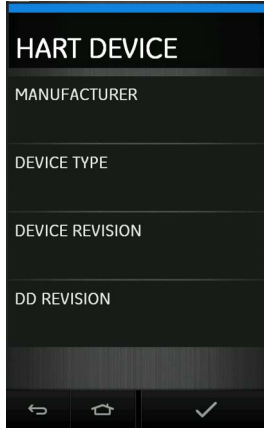 HART DEVICE
MANUFACTURER
DEVICE TYPE
DEVICE REVISION
DD REVISION